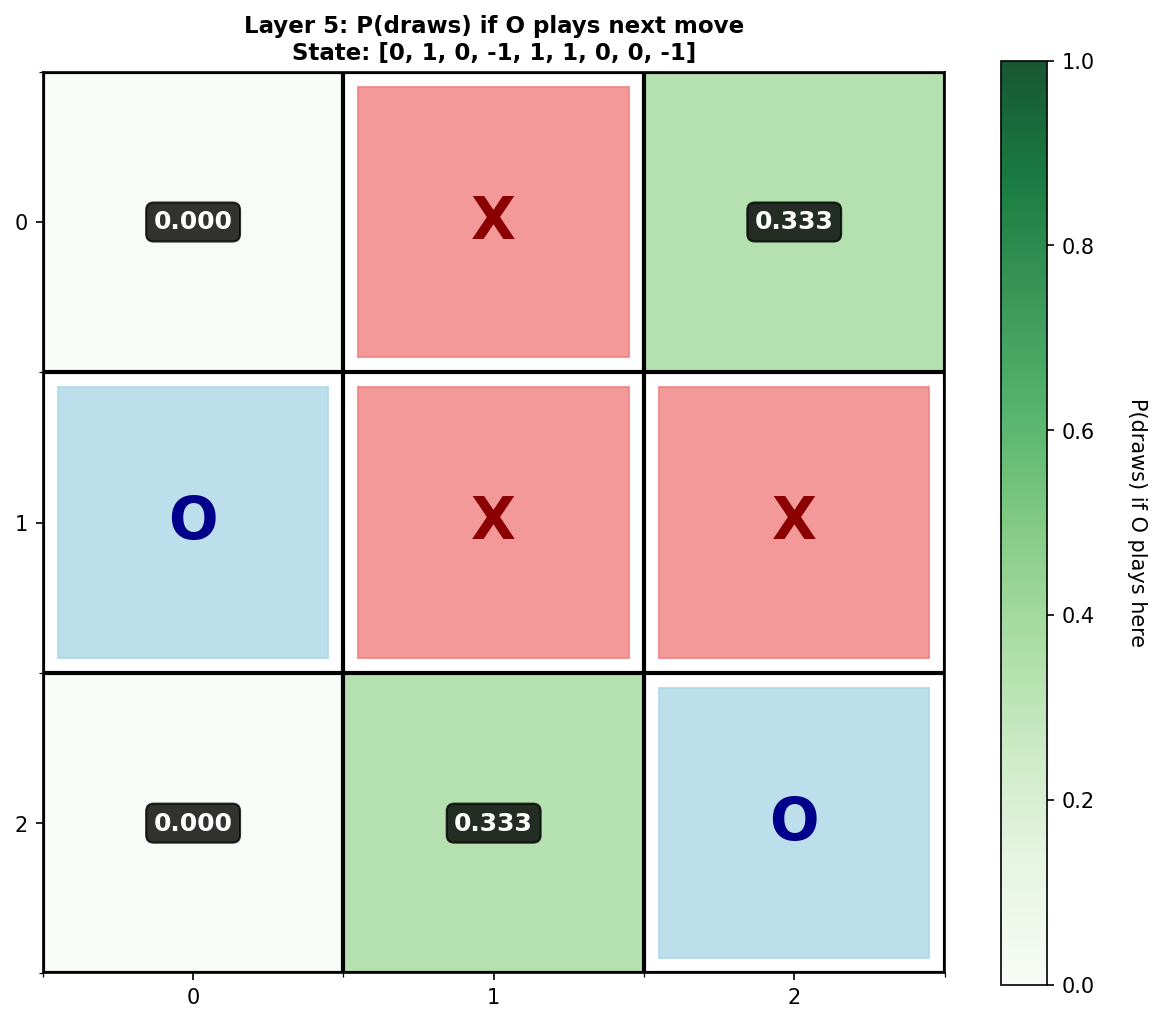 Layer 5: P(draws) if O plays next move
State: [0, 1, 0, -1, 1, 1, 0, 0, -1]
0.000 X 0.333
O X X
0.000 0.333 O
0
1
2
0 1 2
1.0
0.8
0.6
0.4
0.2
0.0
P(draws) if O plays here